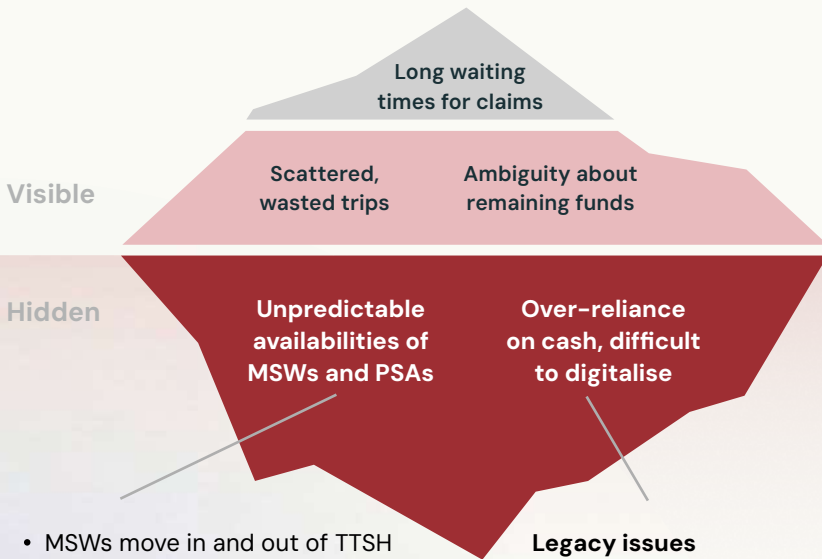 Long waiting
times for claims
Visible
Scattered,
wasted trips
Ambiguity about
remaining funds
Hidden
Unpredictable
availabilities of
MSWs and PSAs
Over-reliance
on cash, difficult
to digitalise
• MSWs move in and out of TTSH
Legacy issues